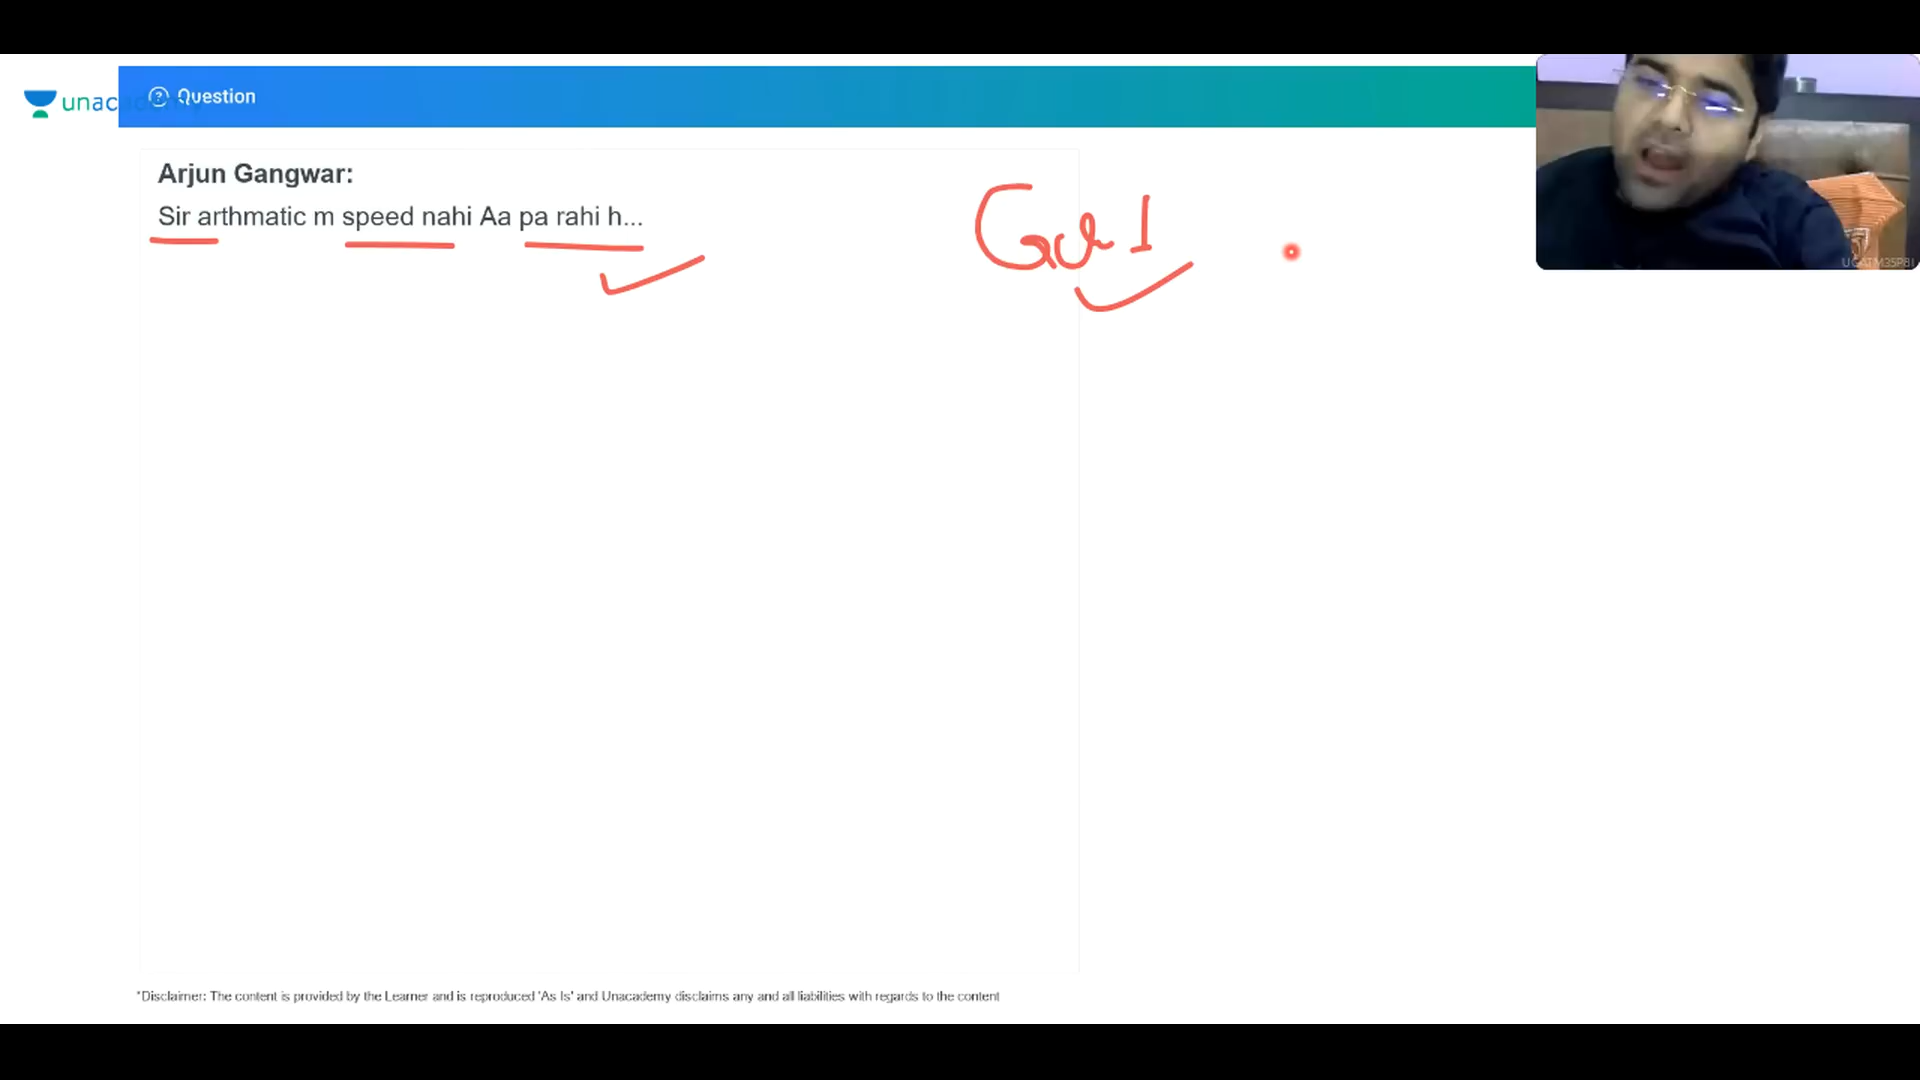 unacademy
Question
Arjun Gangwar:
Sir arthmatic m speed nahi Aa pa rahi h...
*Disclaimer: The content is provided by the Learner and is reproduced 'As Is' and Unacademy disclaims any and all liabilities with regards to the content